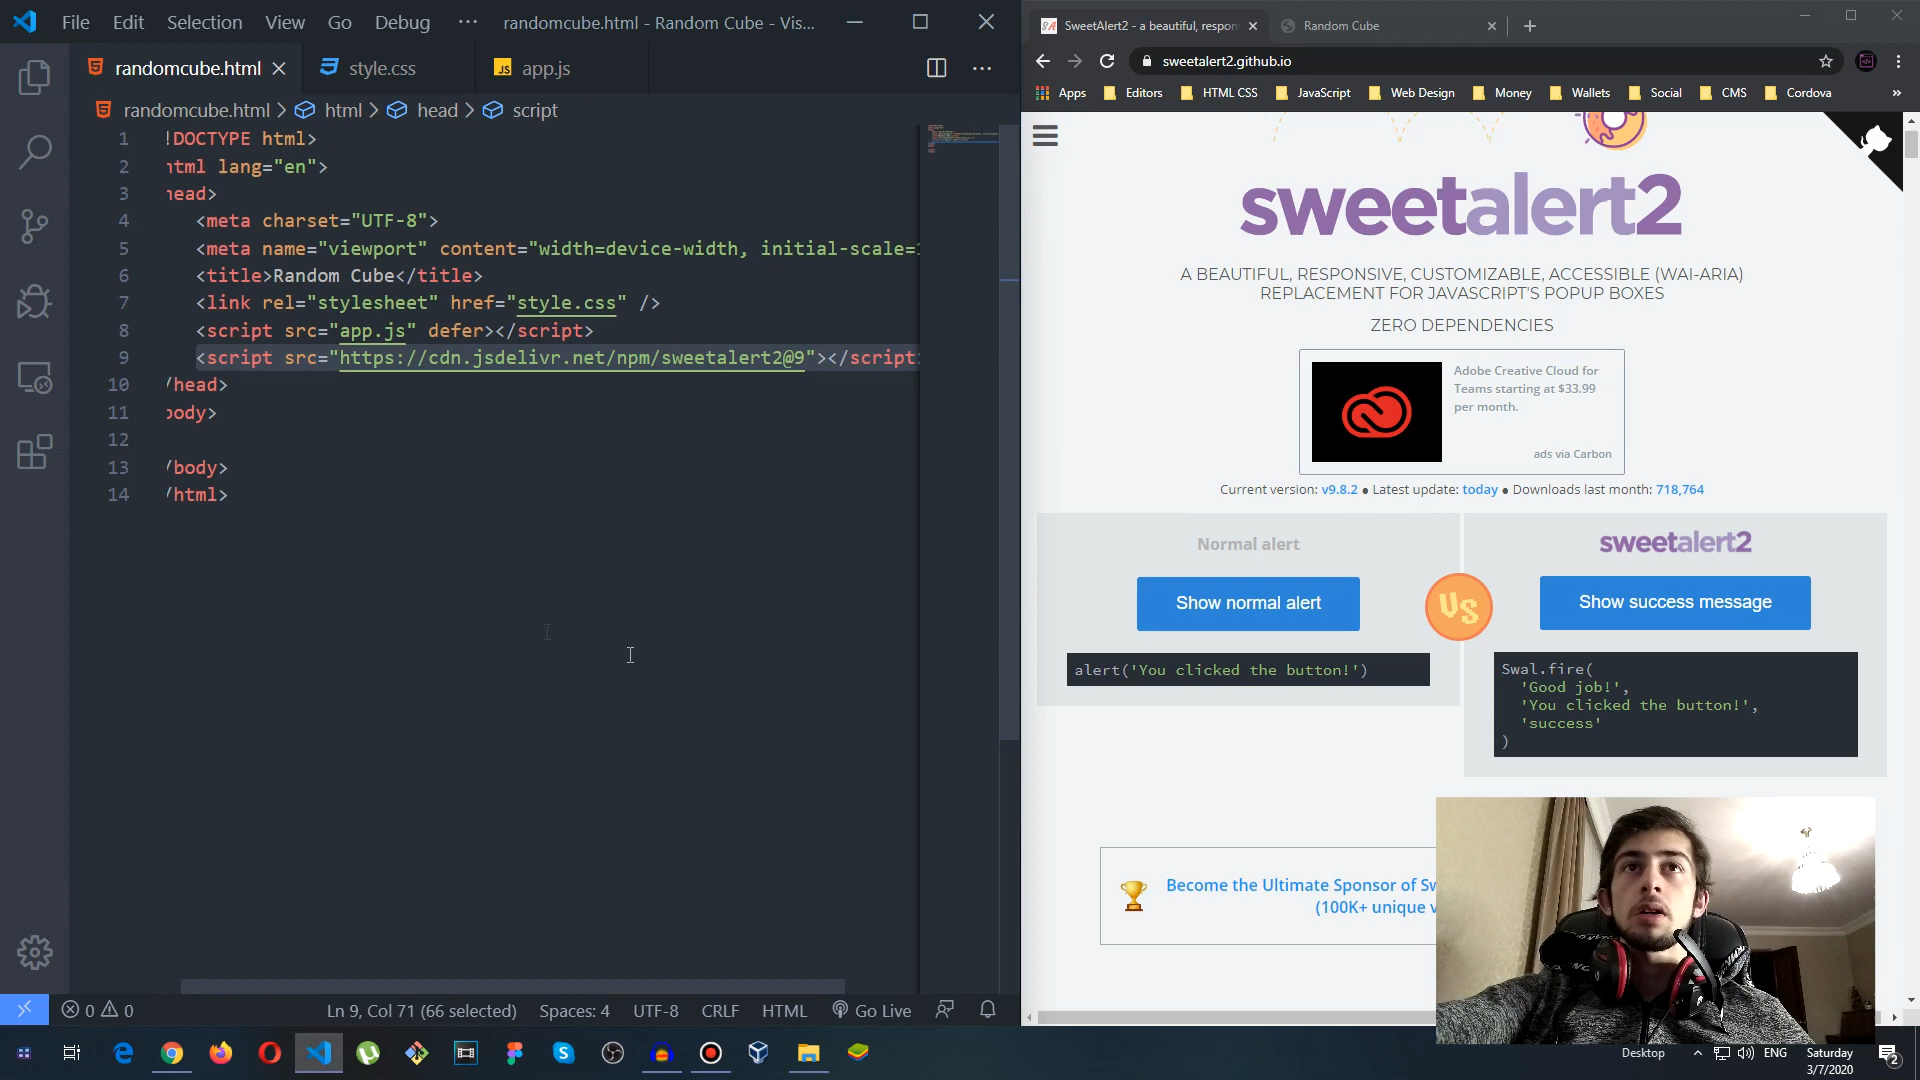 File Edit Selection View Go Debug ··· randomcube.html - Random Cube - Vis...
randomcube.html style.css app.js
randomcube.html > html > head > script
1 !DOCTYPE html>
2 html lang="en">
3 head>
4 <meta charset="UTF-8">
5 <meta name="viewport" content="width=device-width, initial-scale=1
6 <title>Random Cube</title>
7 <link rel="stylesheet" href="style.css" />
8 <script src="app.js" defer></script>
9 <script src="https://cdn.jsdelivr.net/npm/sweetalert2@9"></script>
10 /head>
11 body>
12
13 /body>
14 /html>
0 0 Ln 9, Col 71 (66 selected) Spaces: 4 UTF-8 CRLF HTML Go Live
SweetAlert2 - a beautiful, respon Random Cube
sweetalert2.github.io
Apps Editors HTML CSS JavaScript Web Design Money Wallets Social CMS Cordova »
sweetalert2
A BEAUTIFUL, RESPONSIVE, CUSTOMIZABLE, ACCESSIBLE (WAI-ARIA)
REPLACEMENT FOR JAVASCRIPT'S POPUP BOXES
ZERO DEPENDENCIES
Adobe Creative Cloud for
Teams starting at $33.99
per month.
ads via Carbon
Current version: v9.8.2 ● Latest update: today ● Downloads last month: 718,764
Normal alert
Show normal alert
alert('You clicked the button!')
VS
sweetalert2
Show success message
Swal.fire(
'Good job!',
'You clicked the button!',
'success'
)
Become the Ultimate Sponsor of Sw
(100K+ unique v
Desktop ENG Saturday
3/7/2020
2